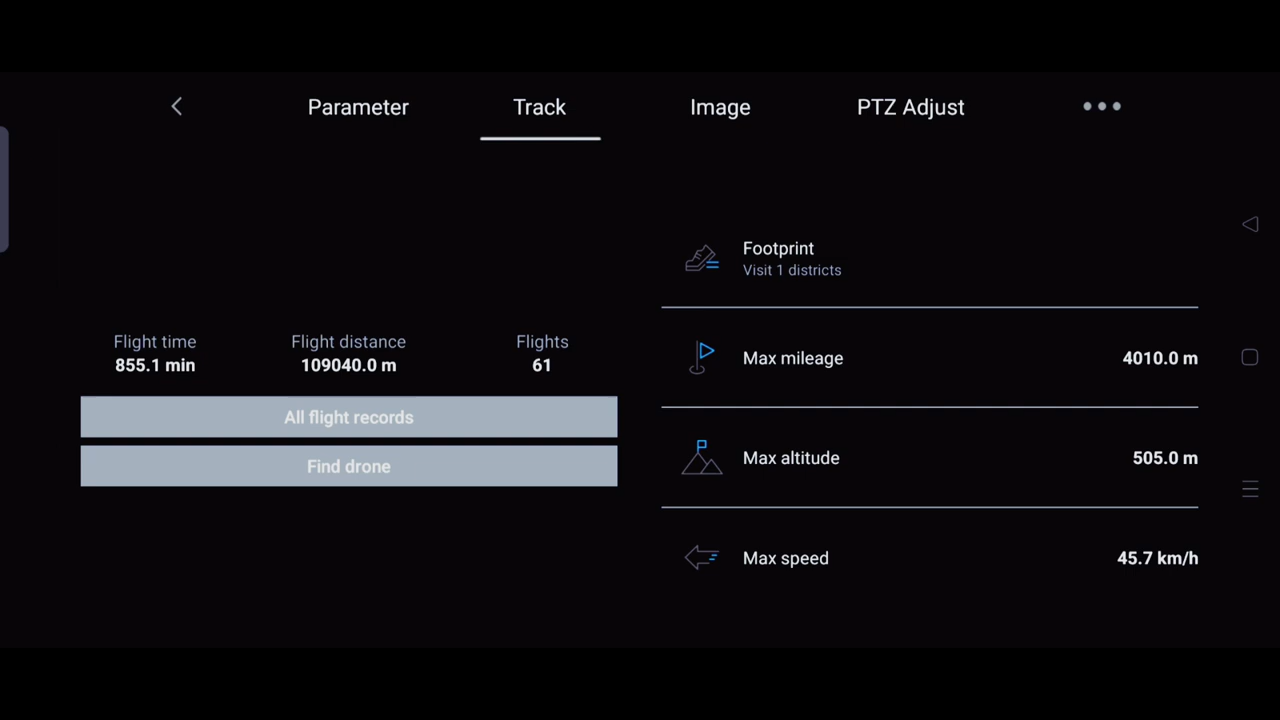 Parameter Track Image PTZ Adjust
Footprint
Visit 1 districts
Flight time Flight distance Flights
855.1 min 109040.0 m 61
All flight records
Find drone
Max mileage 4010.0 m
Max altitude 505.0 m
Max speed 45.7 km/h